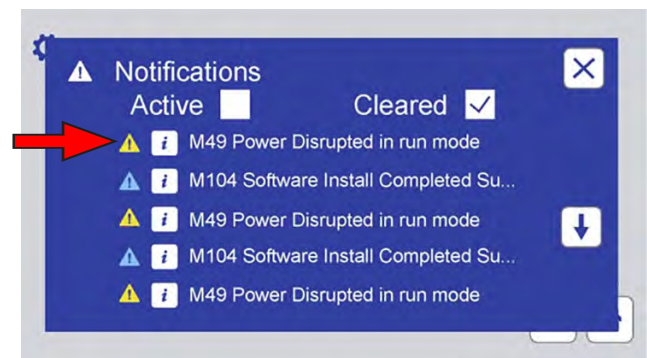 Notifications
Active Cleared
M49 Power Disrupted in run mode
M104 Software Install Completed Su...
M49 Power Disrupted in run mode
M104 Software Install Completed Su...
M49 Power Disrupted in run mode